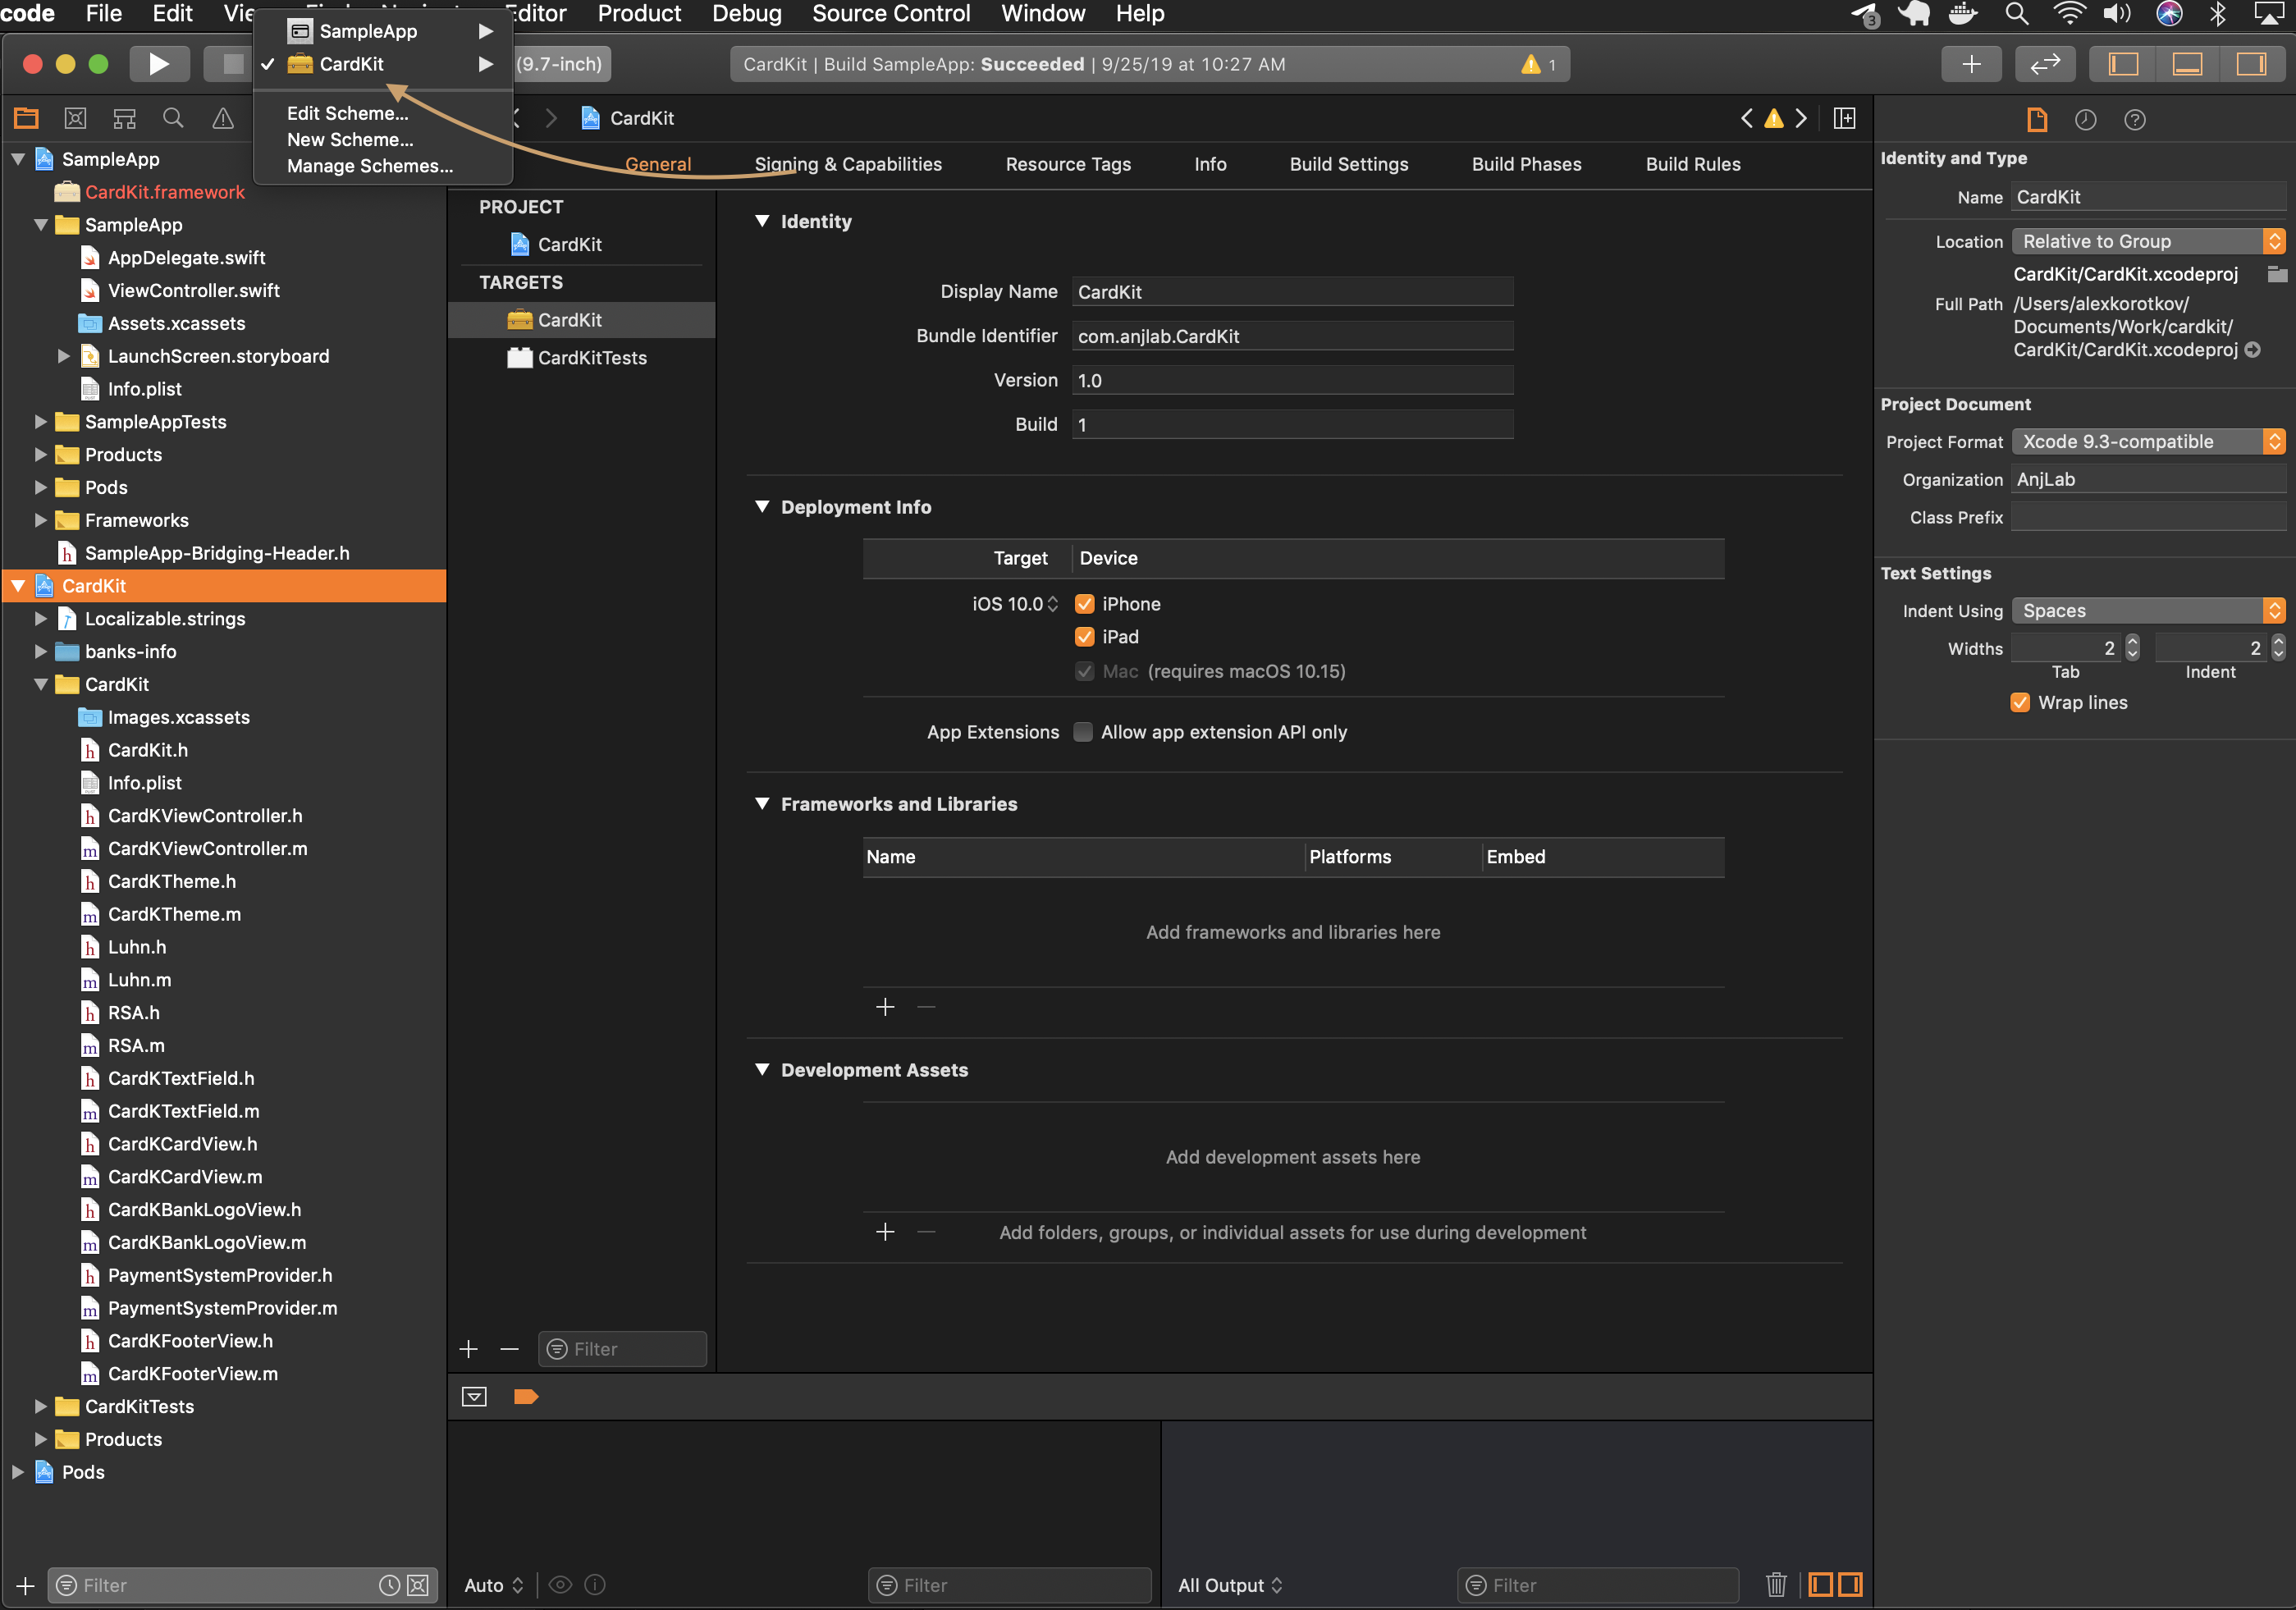 code File Edit Editor Product Debug Source Control Window Help
3
SampleApp
CardKit
(9.7-inch)
CardKit | Build SampleApp: Succeeded | 9/25/19 at 10:27 AM
1
Edit Scheme...
New Scheme...
Manage Schemes...
SampleApp
CardKit.framework
SampleApp
AppDelegate.swift
ViewController.swift
Assets.xcassets
LaunchScreen.storyboard
Info.plist
SampleAppTests
Products
Pods
Frameworks
SampleApp-Bridging-Header.h
CardKit
Localizable.strings
banks-info
CardKit
Images.xcassets
CardKit.h
Info.plist
CardKViewController.h
CardKViewController.m
CardKTheme.h
CardKTheme.m
Luhn.h
Luhn.m
RSA.h
RSA.m
CardKTextField.h
CardKTextField.m
CardKCardView.h
CardKCardView.m
CardKBankLogoView.h
CardKBankLogoView.m
PaymentSystemProvider.h
PaymentSystemProvider.m
CardKFooterView.h
CardKFooterView.m
CardKitTests
Products
Pods
Filter
CardKit
General Signing & Capabilities Resource Tags Info Build Settings Build Phases Build Rules
PROJECT
CardKit
TARGETS
CardKit
CardKitTests
Filter
Identity
Display Name CardKit
Bundle Identifier com.anjlab.CardKit
Version 1.0
Build 1
Deployment Info
Target Device
iOS 10.0 iPhone
iPad
Mac (requires macOS 10.15)
App Extensions Allow app extension API only
Frameworks and Libraries
Name Platforms Embed
Add frameworks and libraries here
Development Assets
Add development assets here
Add folders, groups, or individual assets for use during development
Auto
Filter
All Output
Filter
Identity and Type
Name CardKit
Location Relative to Group
CardKit/CardKit.xcodeproj
Full Path /Users/alexkorotkov/
Documents/Work/cardkit/
CardKit/CardKit.xcodeproj
Project Document
Project Format Xcode 9.3-compatible
Organization AnjLab
Class Prefix
Text Settings
Indent Using Spaces
Widths 2 2
Tab Indent
Wrap lines